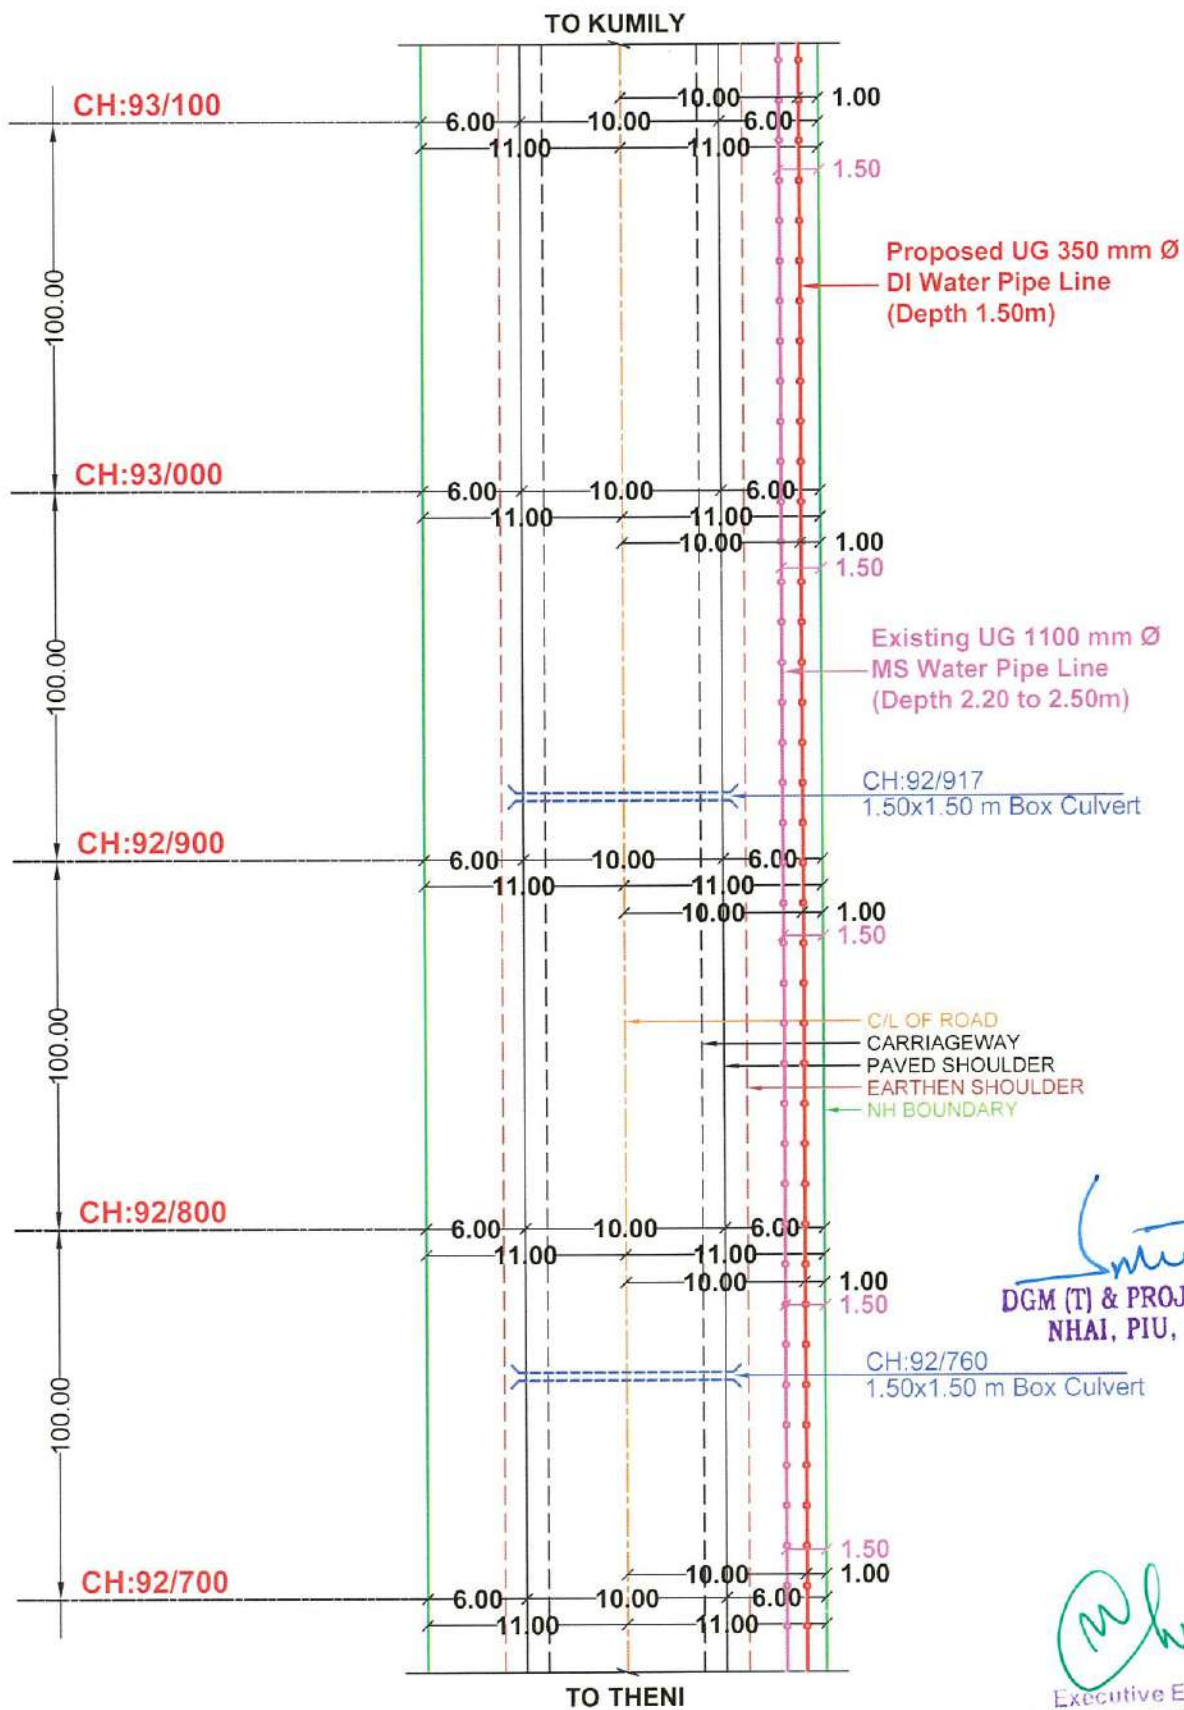 TO KUMILY
10.00 1.00
CH:93/100
6.00 10.00 6.00
11.00 11.00
1.50
Proposed UG 350 mm Ø
DI Water Pipe Line
(Depth 1.50m)
100.00
CH:93/000
6.00 10.00 6.00
11.00 11.00
10.00 1.00
1.50
Existing UG 1100 mm Ø
MS Water Pipe Line
(Depth 2.20 to 2.50m)
100.00
CH:92/917
1.50x1.50 m Box Culvert
CH:92/900
6.00 10.00 6.00
11.00 11.00
10.00 1.00
1.50
100.00
C/L OF ROAD
CARRIAGEWAY
PAVED SHOULDER
EARTHEN SHOULDER
NH BOUNDARY
CH:92/800
6.00 10.00 6.00
11.00 11.00
10.00 1.00
1.50
DGM (T) & PROJ
NHAI, PIU,
CH:92/760
1.50x1.50 m Box Culvert
100.00
1.50
10.00 1.00
CH:92/700
6.00 10.00 6.00
11.00 11.00
TO THENI
Executive E